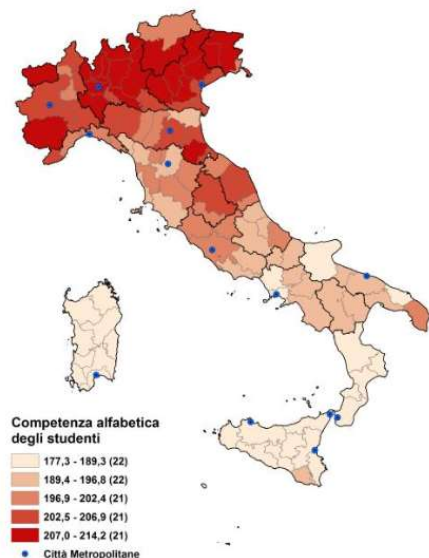 Competenza alfabetica
degli studenti
177,3 - 189,3 (22)
189,4 - 196,8 (22)
196,9 - 202,4 (21)
202,5 - 206,9 (21)
207,0 - 214,2 (21)
Città Metropolitane